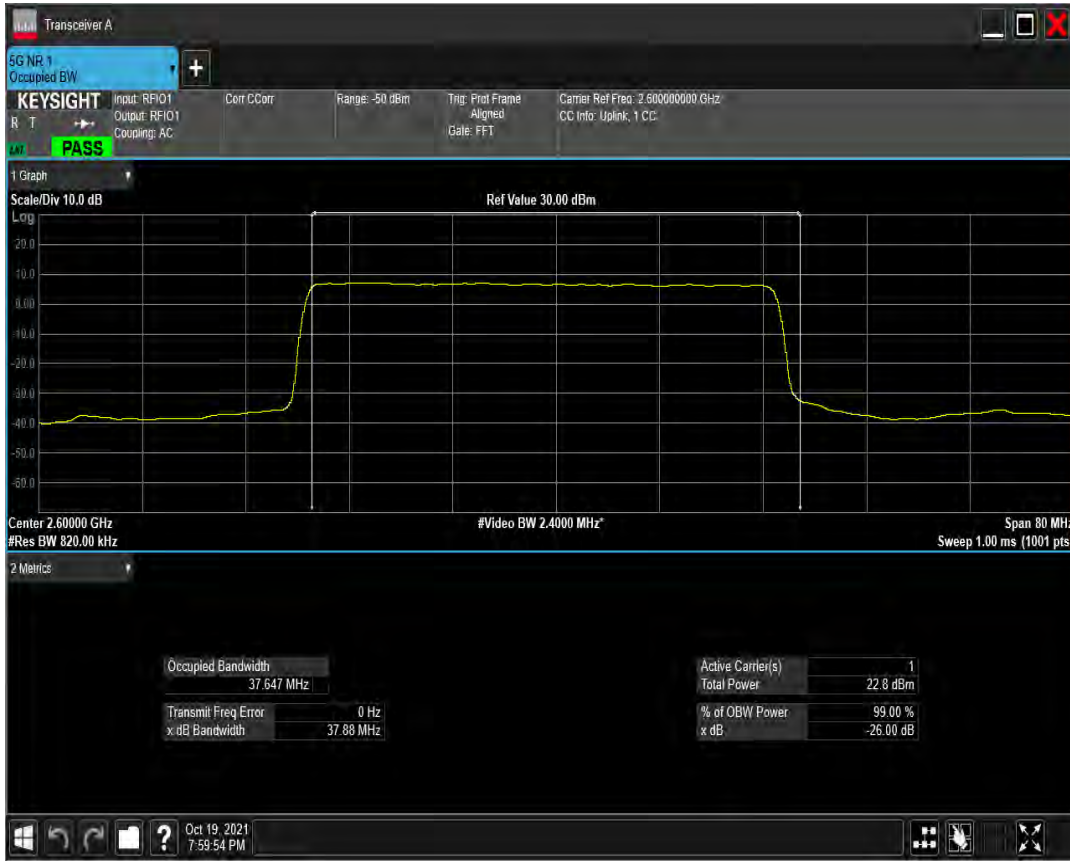 Transceiver A
5G NR 1
Occupied BW
KEYSIGHT
R T
PASS
Input: RFIO1
Output: RFIO1
Coupling: AC
Corr CCorr
Range: -50 dBm
Trig: Prot Frame
Aligned
Gate: FFT
Carrier Ref Freq: 2.600000000 GHz
CC Info: Uplink, 1 CC
1 Graph
Scale/Div 10.0 dB
Ref Value 30.00 dBm
Log
20.0
10.0
0.00
-10.0
-20.0
-30.0
-40.0
-50.0
-60.0
Center 2.60000 GHz
#Video BW 2.4000 MHz*
Span 80 MHz
#Res BW 820.00 kHz
Sweep 1.00 ms (1001 pts
2 Metrics
Occupied Bandwidth
37.647 MHz
Transmit Freq Error 0 Hz
x dB Bandwidth 37.88 MHz
Active Carrier(s) 1
Total Power 22.8 dBm
% of OBW Power 99.00 %
x dB -26.00 dB
Oct 19, 2021
7:59:54 PM